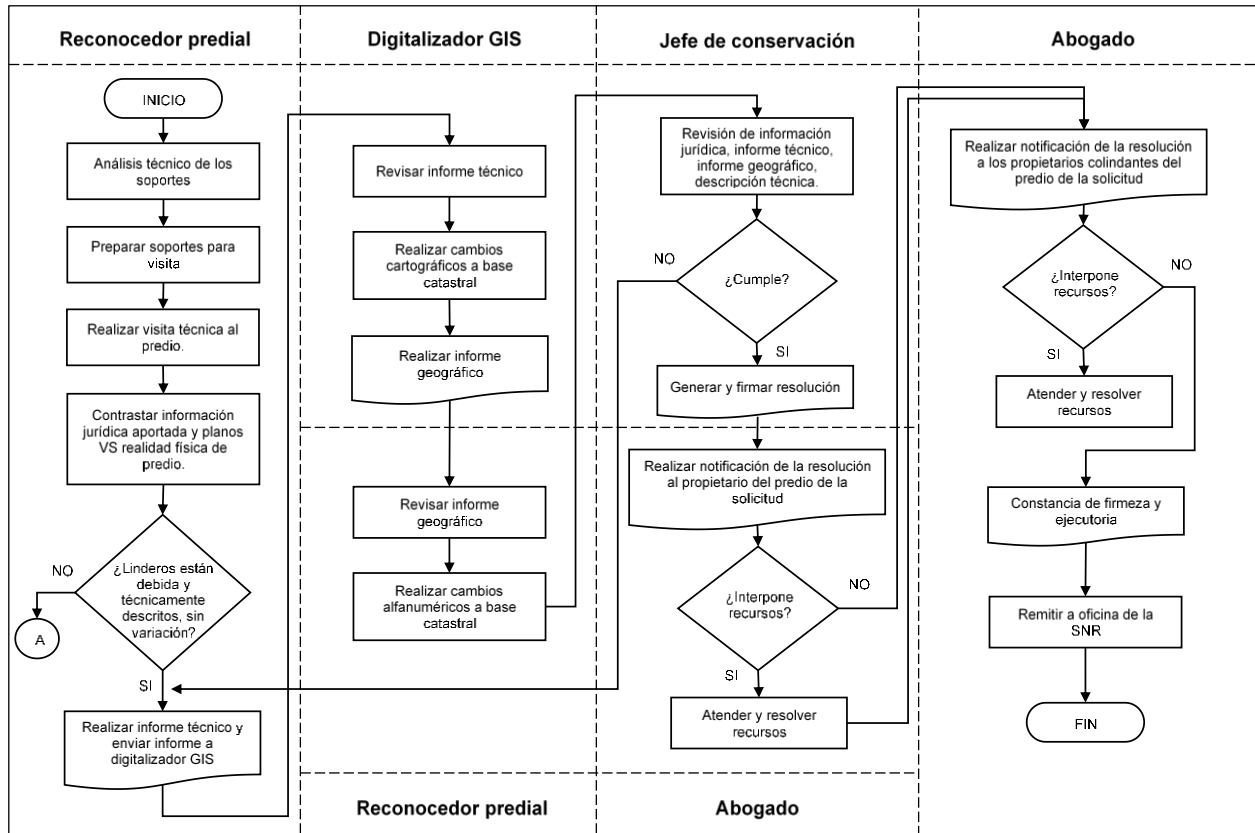 Reconocedor predial
Digitalizador GIS
Jefe de conservación
Abogado
INICIO
Análisis técnico de los
soportes
Preparar soportes para
visita
Realizar visita técnica al
predio.
Contrastar información
jurídica aportada y planos
VS realidad física de
predio.
¿Linderos están
debida y
técnicamente
descritos, sin
variación?
NO
A
SI
Realizar informe técnico y
enviar informe a
digitalizador GIS
Revisar informe técnico
Realizar cambios
cartográficos a base
catastral
Realizar informe
geográfico
Revisar informe
geográfico
Realizar cambios
alfanuméricos a base
catastral
Reconocedor predial
Revisión de información
jurídica, informe técnico,
informe geográfico,
descripción técnica.
NO
¿Cumple?
SI
Generar y firmar resolución
Realizar notificación de la resolución
al propietario del predio de la
solicitud
¿Interpone
recursos?
NO
SI
Atender y resolver
recursos
Abogado
Realizar notificación de la resolución
a los propietarios colindantes del
predio de la solicitud
¿Interpone
recursos?
NO
SI
Atender y resolver
recursos
Constancia de firmeza y
ejecutoria
Remitir a oficina de la
SNR
FIN